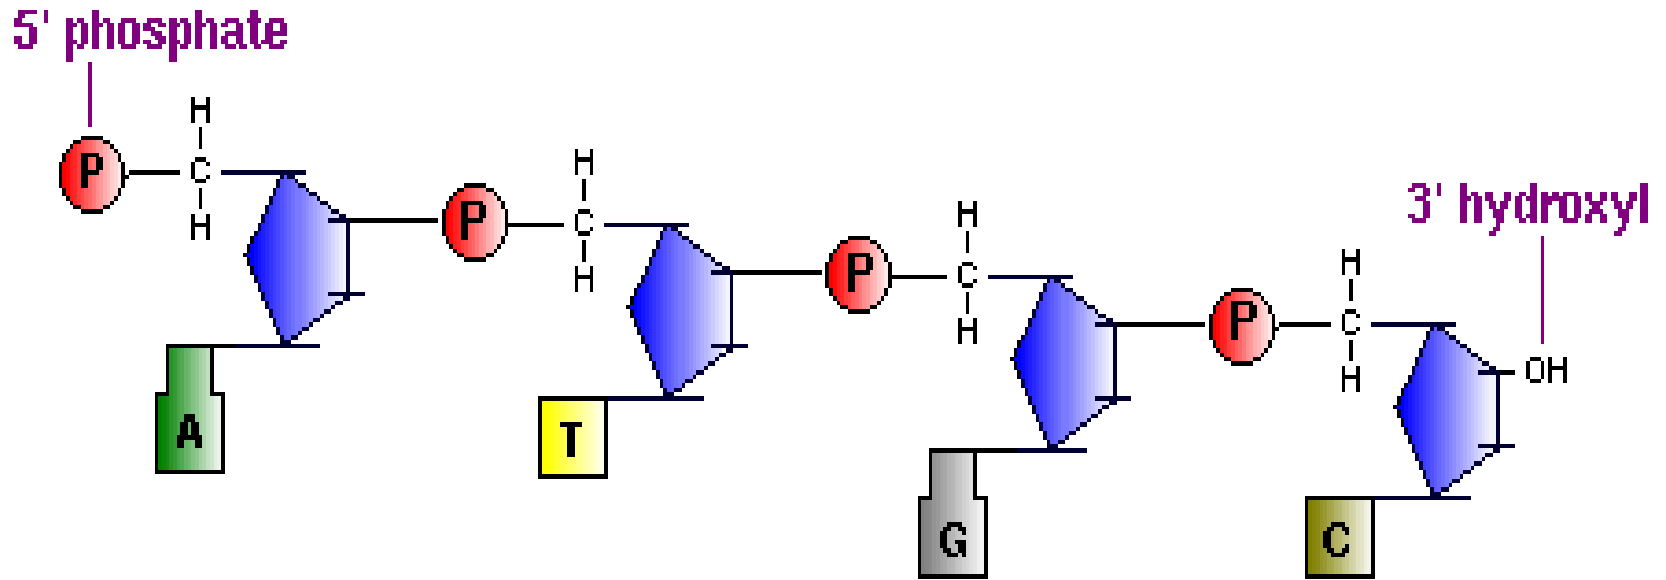 5' phosphate
H
P C
H
H
P C
H
3' hydroxyl
H
P C
H
H
P C OH
H
A
T
G
C